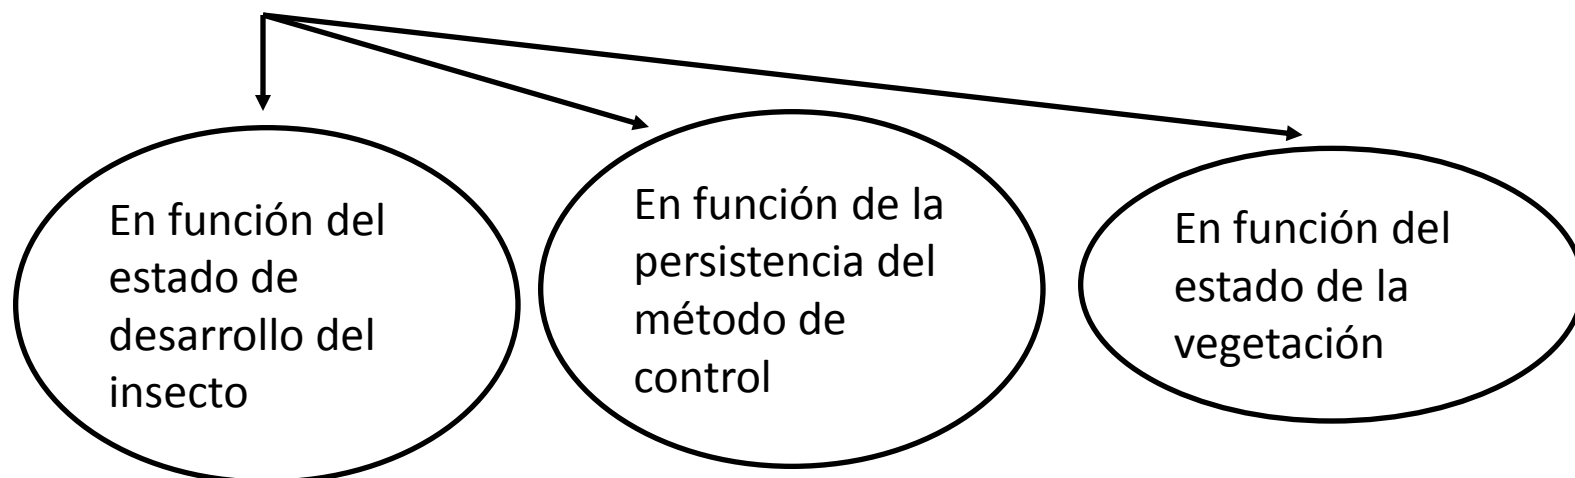 En función del
estado de
desarrollo del
insecto
En función de la
persistencia del
método de
control
En función del
estado de la
vegetación